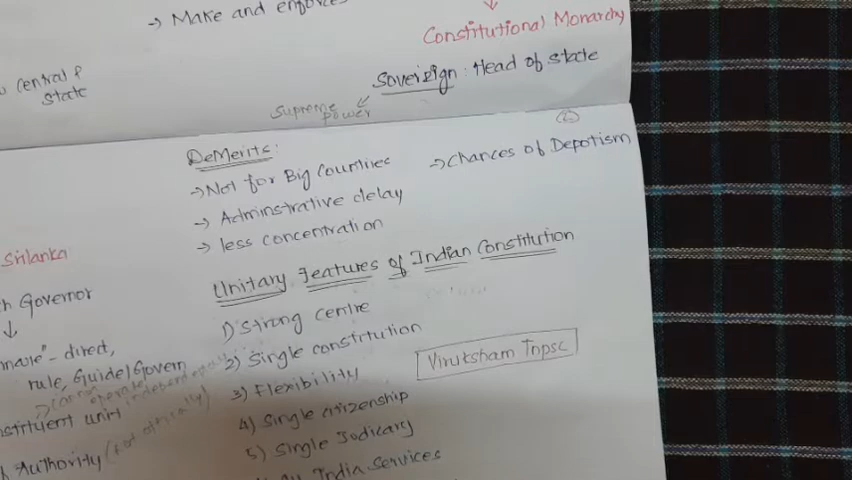 → Make and enforce
Constitutional Monarchy
central &
state
Sovereign : Head of state
Supreme
power
DeMerits:
→ Not for Big Countries
→ Chances of Depotism
→ Adminstrative delay
→ less concentration
Srilanka
Governor
Unitary Features of Indian Constitution
direct,
rule, Guide/Govern
1) Strong centre
2) Single constitution
Viruksham Tnpsc
3) Flexibility
4) Single citizenship
5) Single Jodicary
Authority
India Services